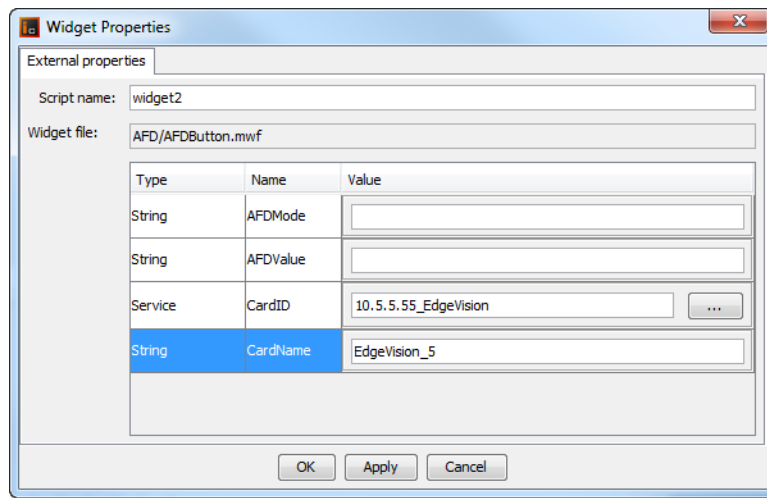 Widget Properties
External properties
Script name: widget2
Widget file: AFD/AFDButton.mwf
Type Name Value
String AFDMode
String AFDValue
Service CardID 10.5.5.55_EdgeVision ...
String CardName EdgeVision_5
OK Apply Cancel